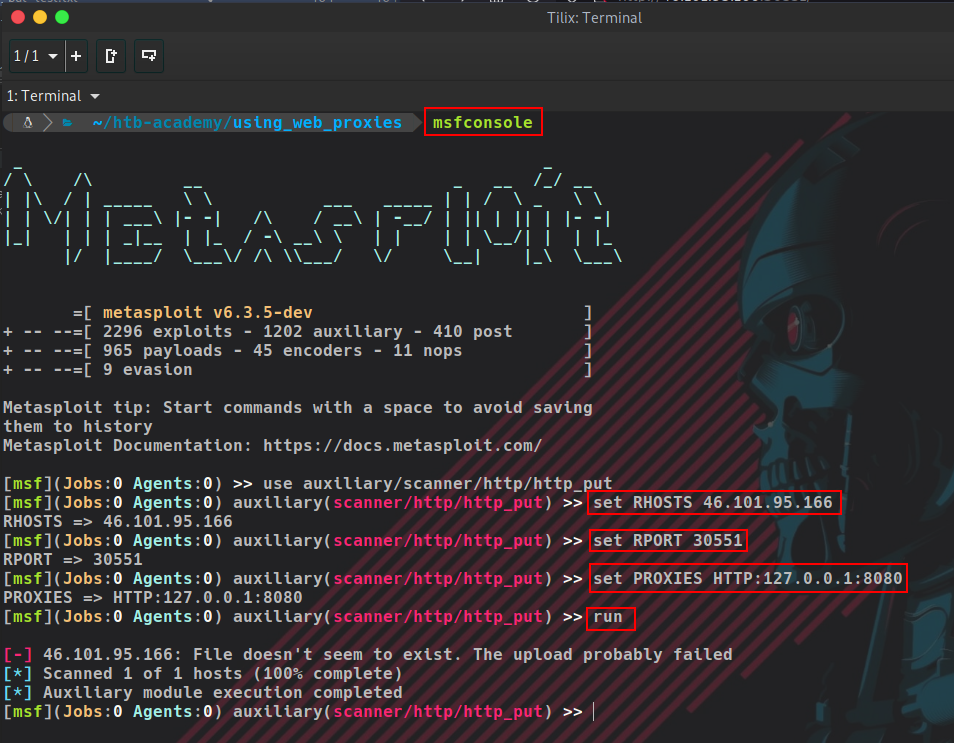 Tilix: Terminal
1 / 1
1: Terminal
~/htb-academy/using_web_proxies msfconsole
=[ metasploit v6.3.5-dev ]
+ -- --=[ 2296 exploits - 1202 auxiliary - 410 post ]
+ -- --=[ 965 payloads - 45 encoders - 11 nops ]
+ -- --=[ 9 evasion ]
Metasploit tip: Start commands with a space to avoid saving
them to history
Metasploit Documentation: https://docs.metasploit.com/
[msf](Jobs:0 Agents:0) >> use auxiliary/scanner/http/http_put
[msf](Jobs:0 Agents:0) auxiliary(scanner/http/http_put) >> set RHOSTS 46.101.95.166
RHOSTS => 46.101.95.166
[msf](Jobs:0 Agents:0) auxiliary(scanner/http/http_put) >> set RPORT 30551
RPORT => 30551
[msf](Jobs:0 Agents:0) auxiliary(scanner/http/http_put) >> set PROXIES HTTP:127.0.0.1:8080
PROXIES => HTTP:127.0.0.1:8080
[msf](Jobs:0 Agents:0) auxiliary(scanner/http/http_put) >> run
[-] 46.101.95.166: File doesn't seem to exist. The upload probably failed
[*] Scanned 1 of 1 hosts (100% complete)
[*] Auxiliary module execution completed
[msf](Jobs:0 Agents:0) auxiliary(scanner/http/http_put) >>